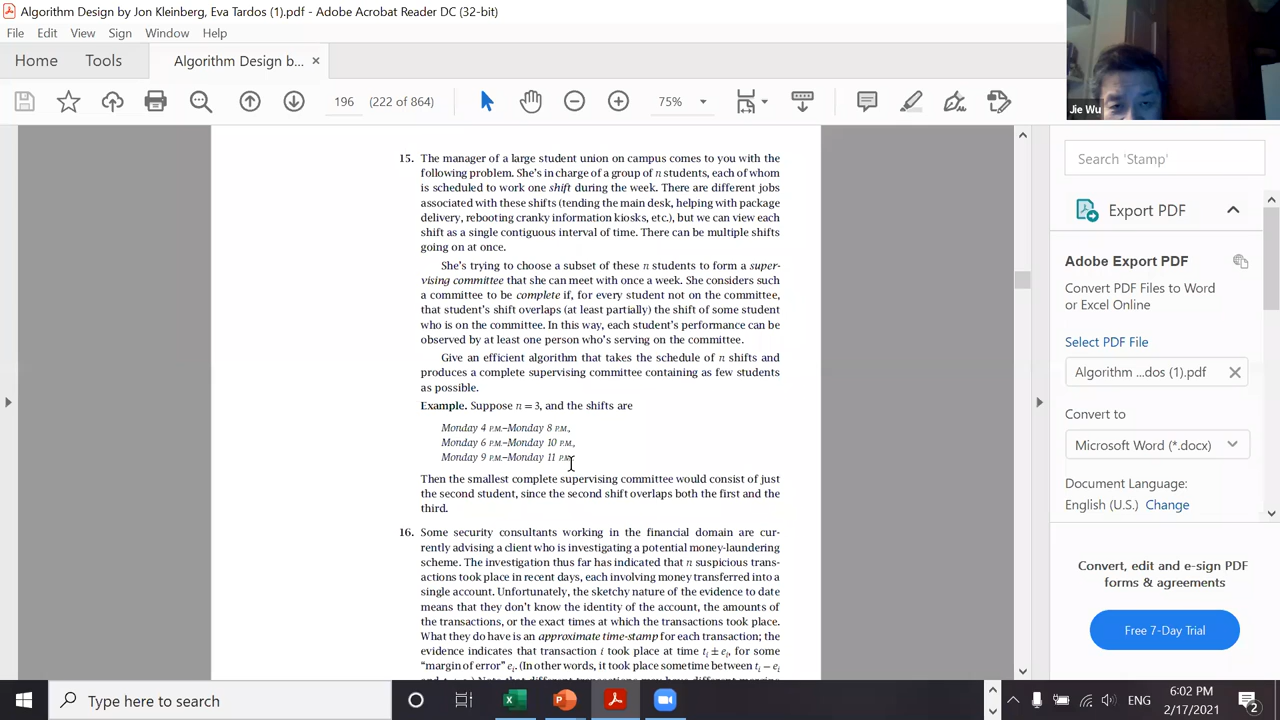 Algorithm Design by Jon Kleinberg, Eva Tardos (1).pdf - Adobe Acrobat Reader DC (32-bit)
File Edit View Sign Window Help
Home Tools Algorithm Design b... ×
196 (222 of 864) 75%
Jie Wu
15. The manager of a large student union on campus comes to you with the
following problem. She's in charge of a group of n students, each of whom
is scheduled to work one shift during the week. There are different jobs
associated with these shifts (tending the main desk, helping with package
delivery, rebooting cranky information kiosks, etc.), but we can view each
shift as a single contiguous interval of time. There can be multiple shifts
going on at once.
She's trying to choose a subset of these n students to form a super-
vising committee that she can meet with once a week. She considers such
a committee to be complete if, for every student not on the committee,
that student's shift overlaps (at least partially) the shift of some student
who is on the committee. In this way, each student's performance can be
observed by at least one person who's serving on the committee.
Give an efficient algorithm that takes the schedule of n shifts and
produces a complete supervising committee containing as few students
as possible.
Example. Suppose n = 3, and the shifts are
Monday 4 P.M.–Monday 8 P.M.,
Monday 6 P.M.–Monday 10 P.M.,
Monday 9 P.M.–Monday 11 P.M.
Then the smallest complete supervising committee would consist of just
the second student, since the second shift overlaps both the first and the
third.
16. Some security consultants working in the financial domain are cur-
rently advising a client who is investigating a potential money-laundering
scheme. The investigation thus far has indicated that n suspicious trans-
actions took place in recent days, each involving money transferred into a
single account. Unfortunately, the sketchy nature of the evidence to date
means that they don't know the identity of the account, the amounts of
the transactions, or the exact times at which the transactions took place.
What they do have is an approximate time-stamp for each transaction; the
evidence indicates that transaction i took place at time ti ± ei, for some
"margin of error" ei. (In other words, it took place sometime between ti − ei
Search 'Stamp'
Export PDF
Adobe Export PDF
Convert PDF Files to Word
or Excel Online
Select PDF File
Algorithm ...dos (1).pdf
Convert to
Microsoft Word (*.docx)
Document Language:
English (U.S.) Change
Convert, edit and e-sign PDF
forms & agreements
Free 7-Day Trial
Type here to search
ENG
6:02 PM
2/17/2021
2